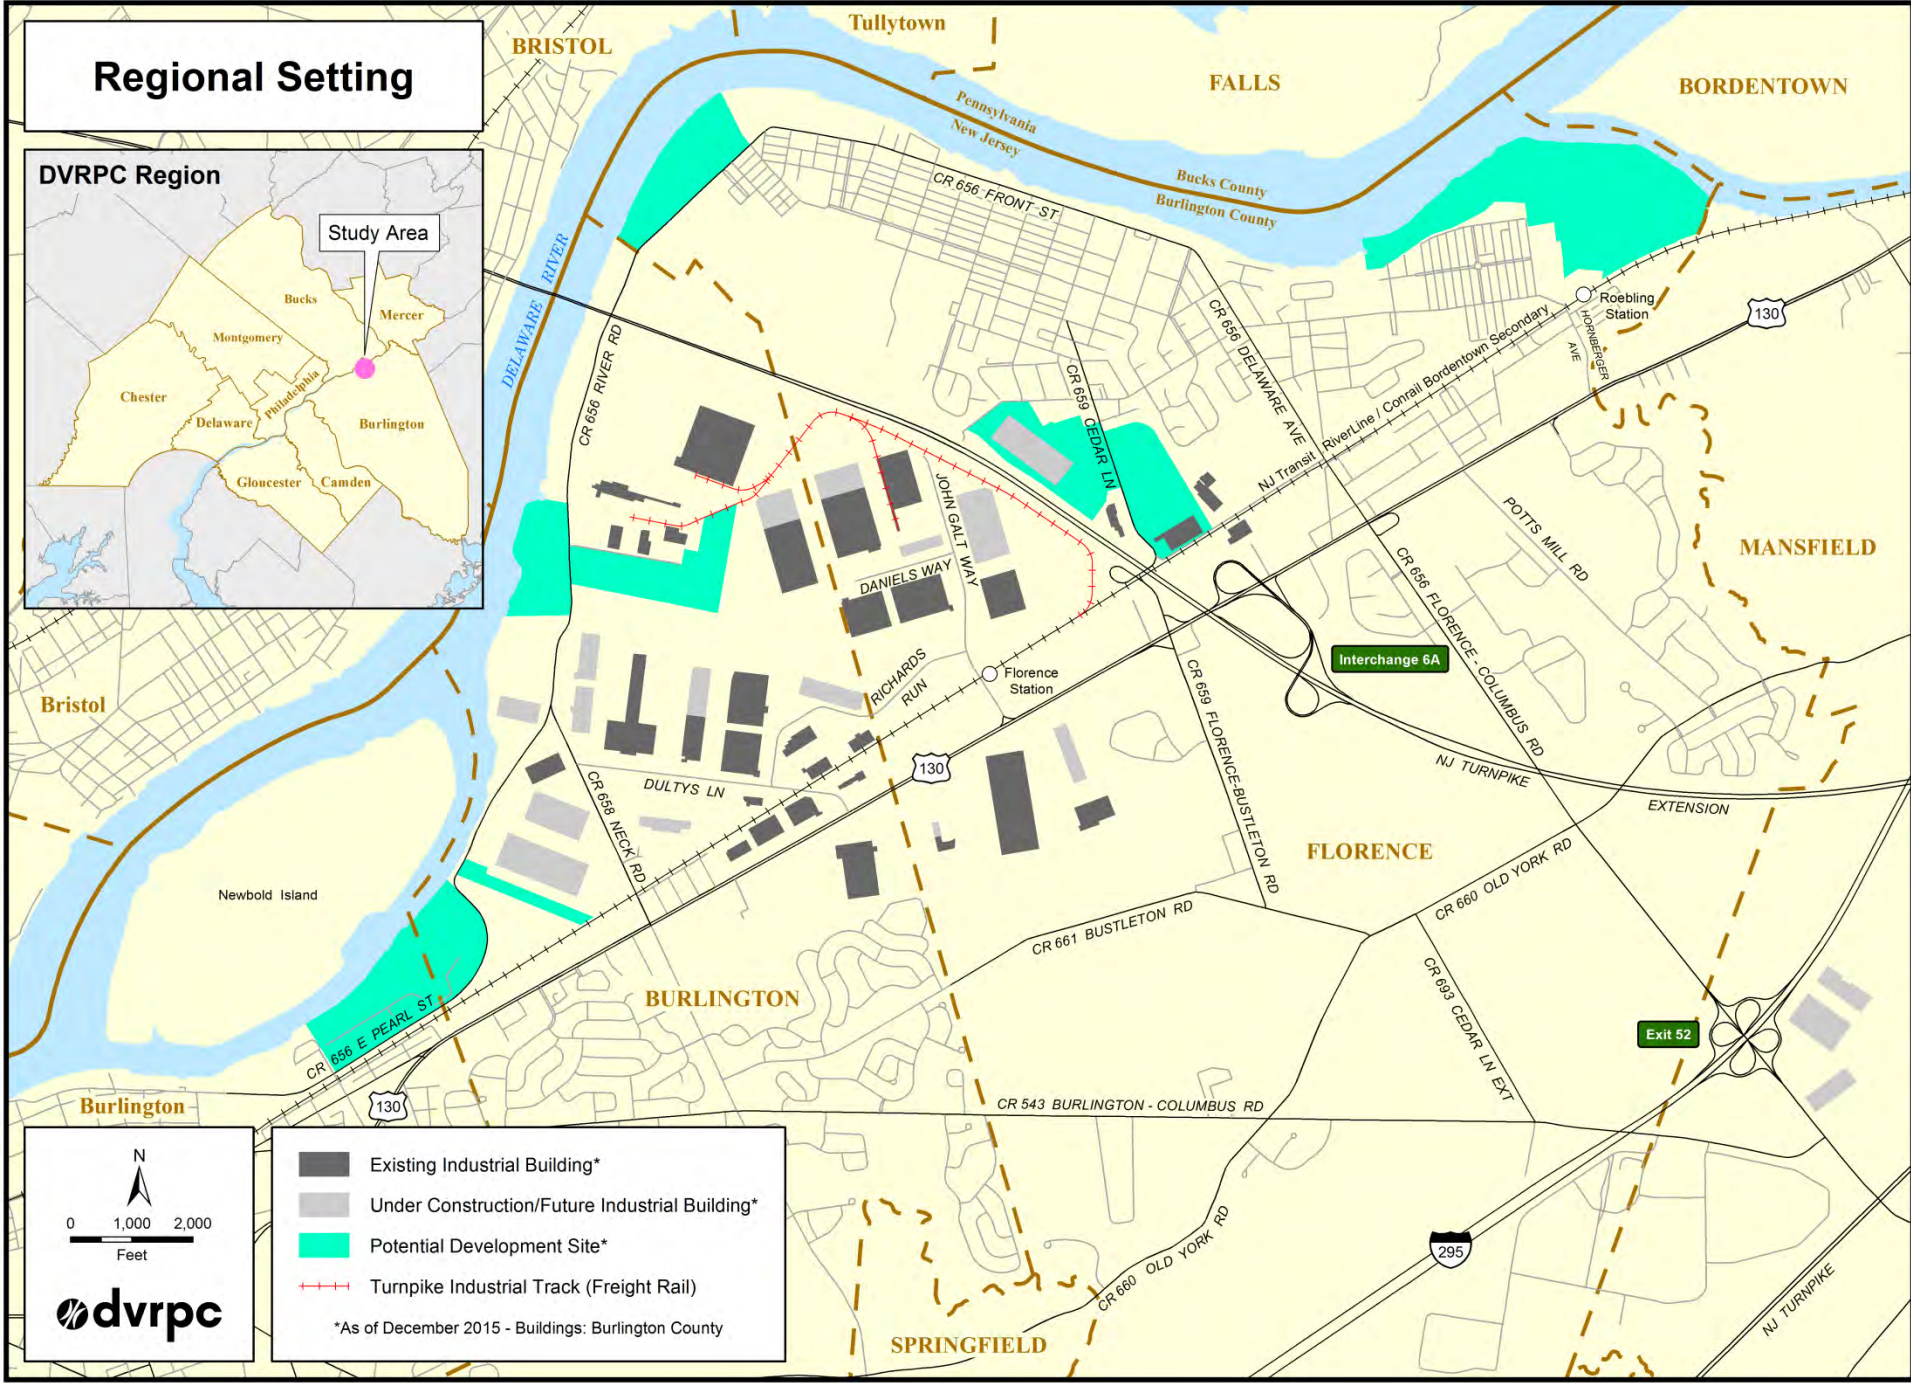 Regional Setting
DVRPC Region
Study Area
Bucks
Mercer
Montgomery
Chester
Philadelphia
Delaware
Burlington
Gloucester
Camden
BRISTOL
Tullytown
FALLS
BORDENTOWN
Pennsylvania
New Jersey
Bucks County
Burlington County
CR 656 FRONT ST
DELAWARE RIVER
CR 656 RIVER RD
CR 656 DELAWARE AVE
CR 659 CEDAR LN
NJ Transit RiverLine / Conrail Bordentown Secondary
Roebling
Station
HORNBERGER
AVE
130
JOHN GALT WAY
DANIELS WAY
POTTS MILL RD
MANSFIELD
CR 656 FLORENCE - COLUMBUS RD
Interchange 6A
RICHARDS
RUN
Florence
Station
CR 659 FLORENCE-BUSTLETON RD
Bristol
130
NJ TURNPIKE
EXTENSION
DULTYS LN
CR 658 NECK RD
FLORENCE
CR 660 OLD YORK RD
Newbold Island
CR 661 BUSTLETON RD
BURLINGTON
CR 693 CEDAR LN EXT
Exit 52
CR 656 E PEARL ST
Burlington
130
CR 543 BURLINGTON - COLUMBUS RD
CR 660 OLD YORK RD
295
NJ TURNPIKE
SPRINGFIELD
N
0 1,000 2,000
Feet
dvrpc
Existing Industrial Building*
Under Construction/Future Industrial Building*
Potential Development Site*
Turnpike Industrial Track (Freight Rail)
*As of December 2015 - Buildings: Burlington County